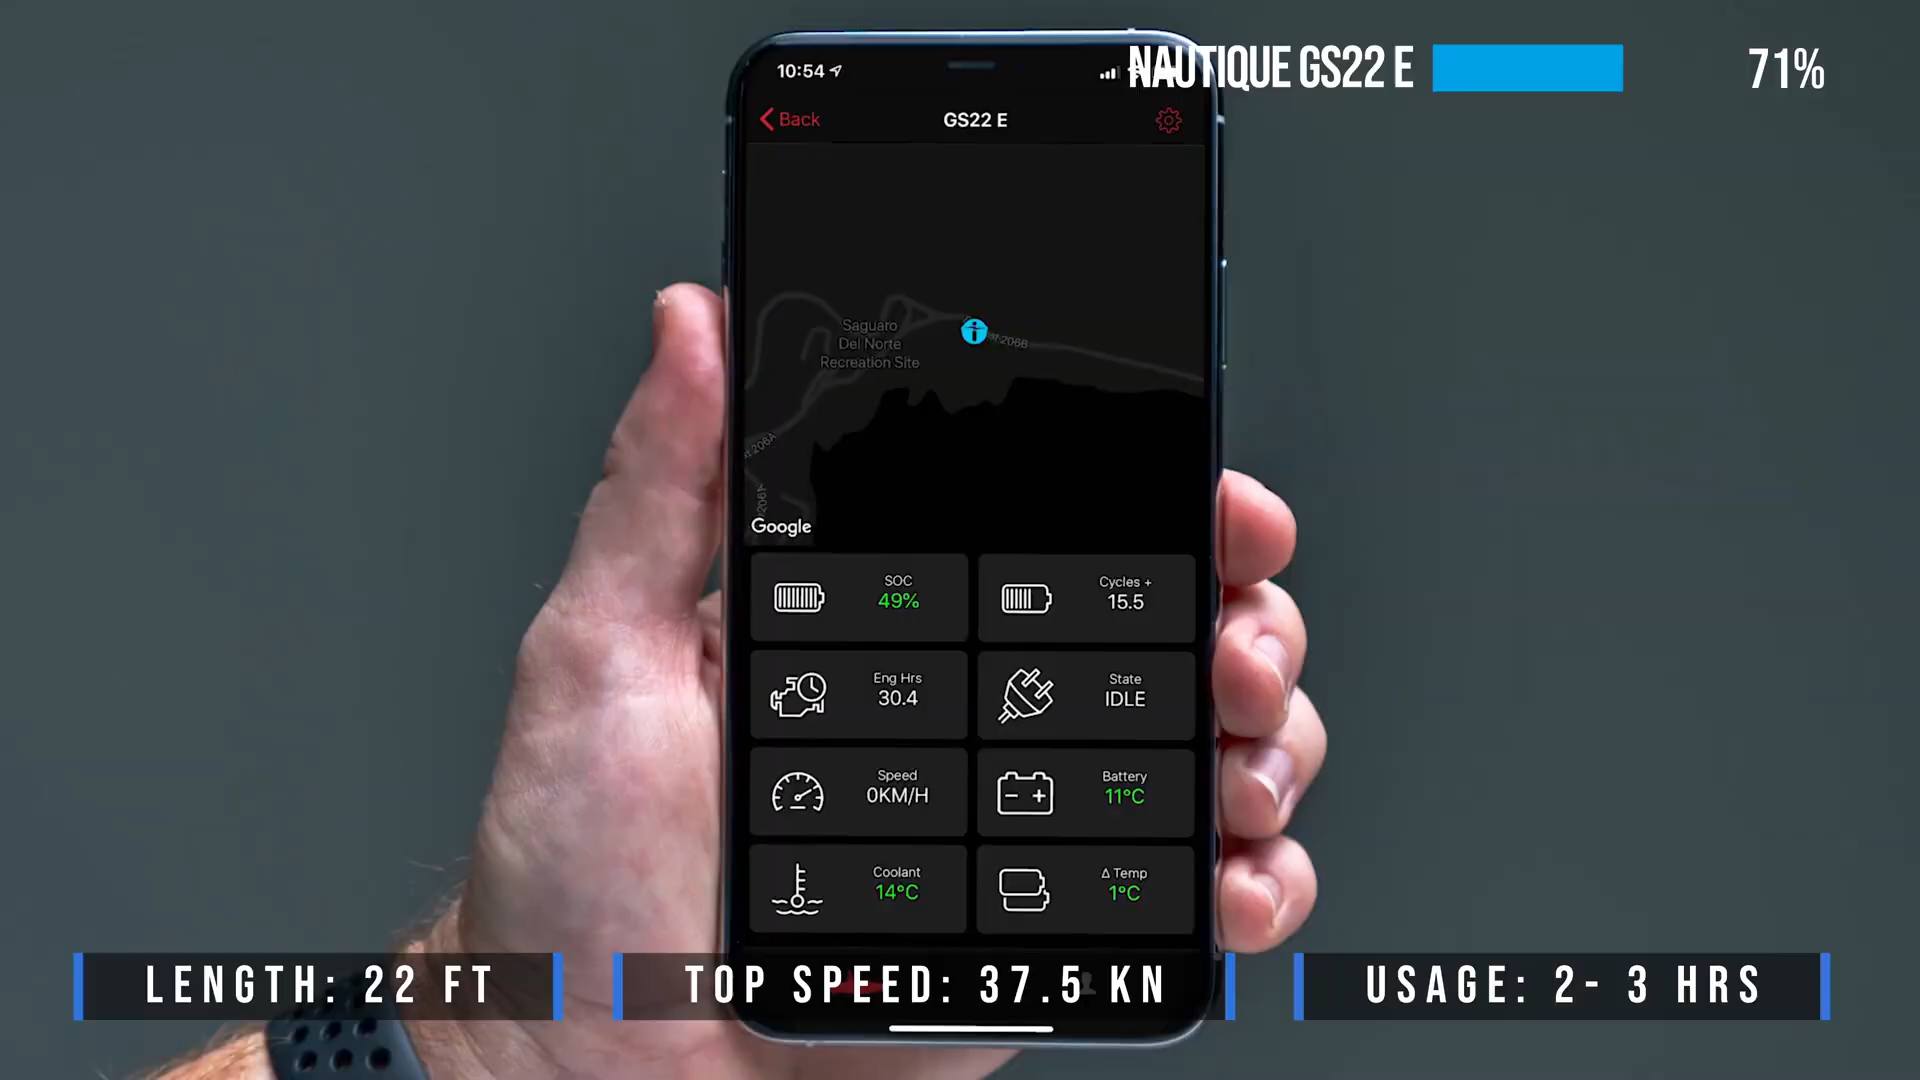 10:54
NAUTIQUE GS22 E
71%
Back
GS22 E
Saguaro
Del Norte
Recreation Site
Google
SOC
49%
Cycles +
15.5
Eng Hrs
30.4
State
IDLE
Speed
0KM/H
Battery
11°C
Coolant
14°C
Δ Temp
1°C
LENGTH: 22 FT
TOP SPEED: 37.5 KN
USAGE: 2- 3 HRS